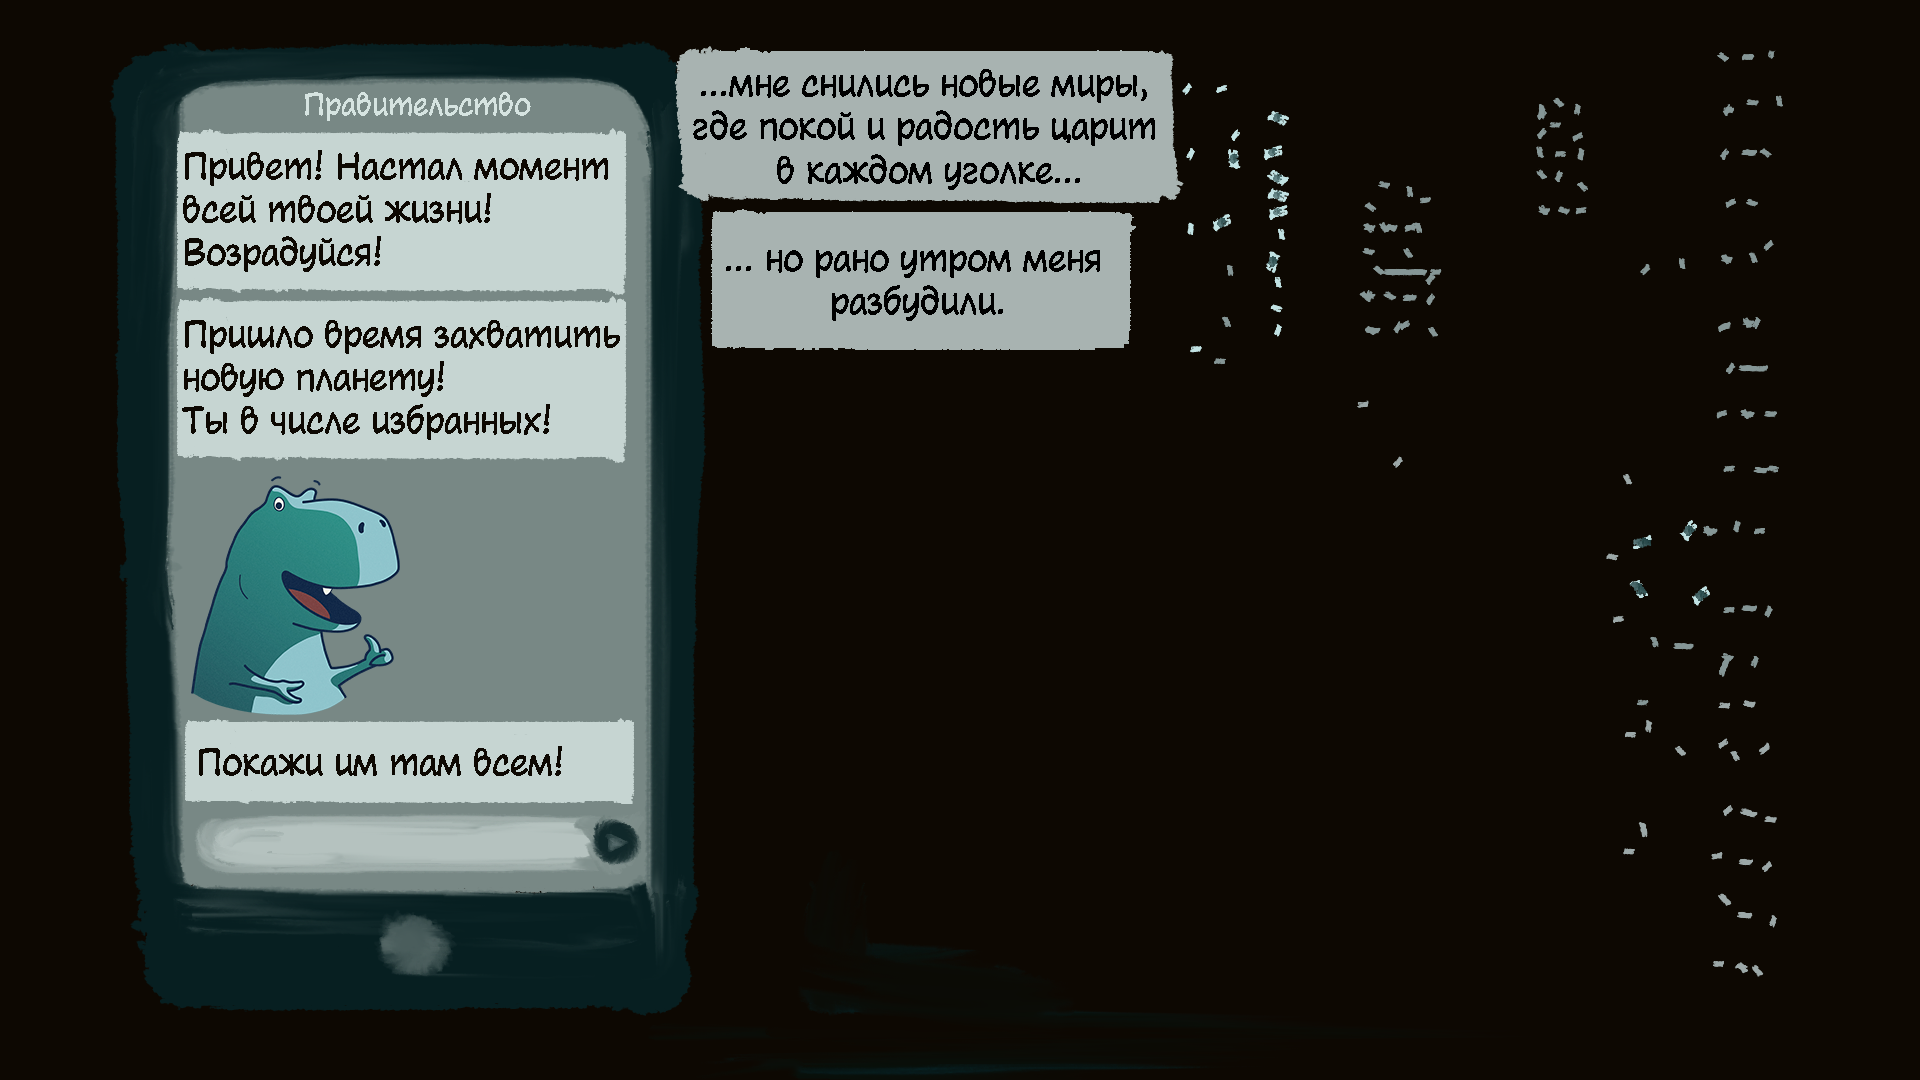 Правительство
Привет! Настал момент
всей твоей жизни!
Возрадуйся!
Пришло время захватить
новую планету!
Ты в числе избранных!
Покажи им там всем!
...мне снились новые миры,
где покой и радость царит
в каждом уголке...
... но рано утром меня
разбудили.